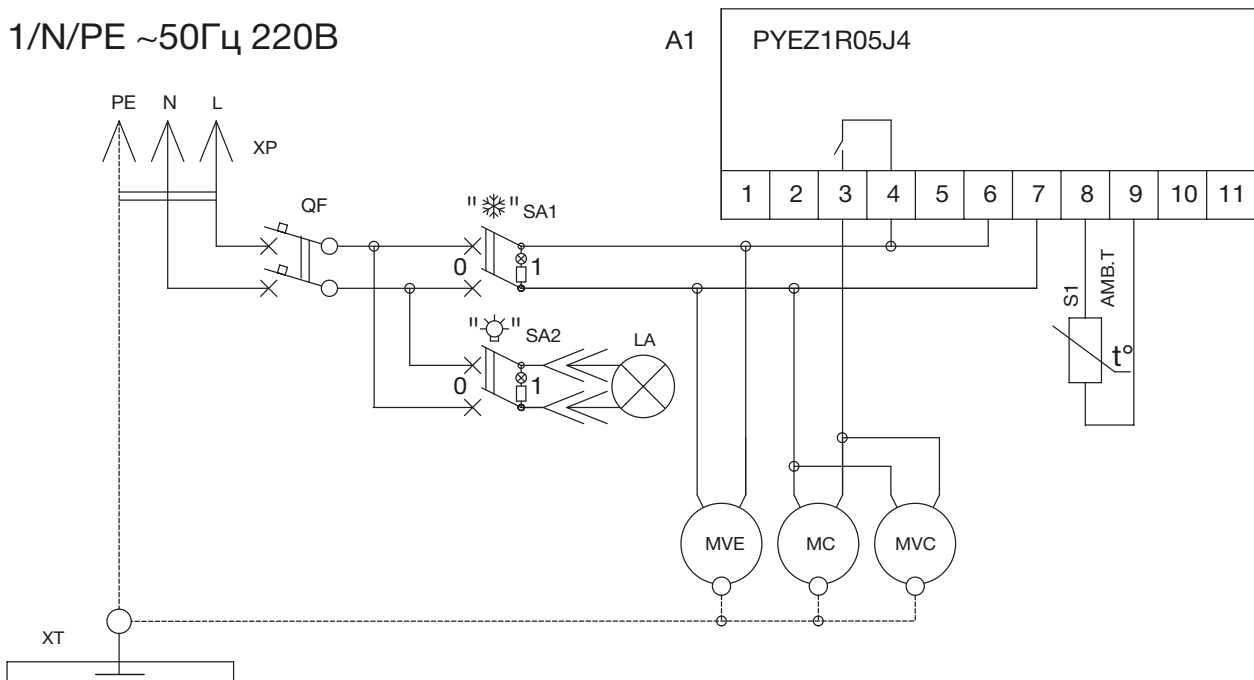 1/N/PE ~50Гц 220В
A1 PYEZ1R05J4
PE N L
XP
1 2 3 4 5 6 7 8 9 10 11
QF
" " SA1
0 1
S1
AMB.T
" " SA2
LA
t°
0 1
MVE MC MVC
XT